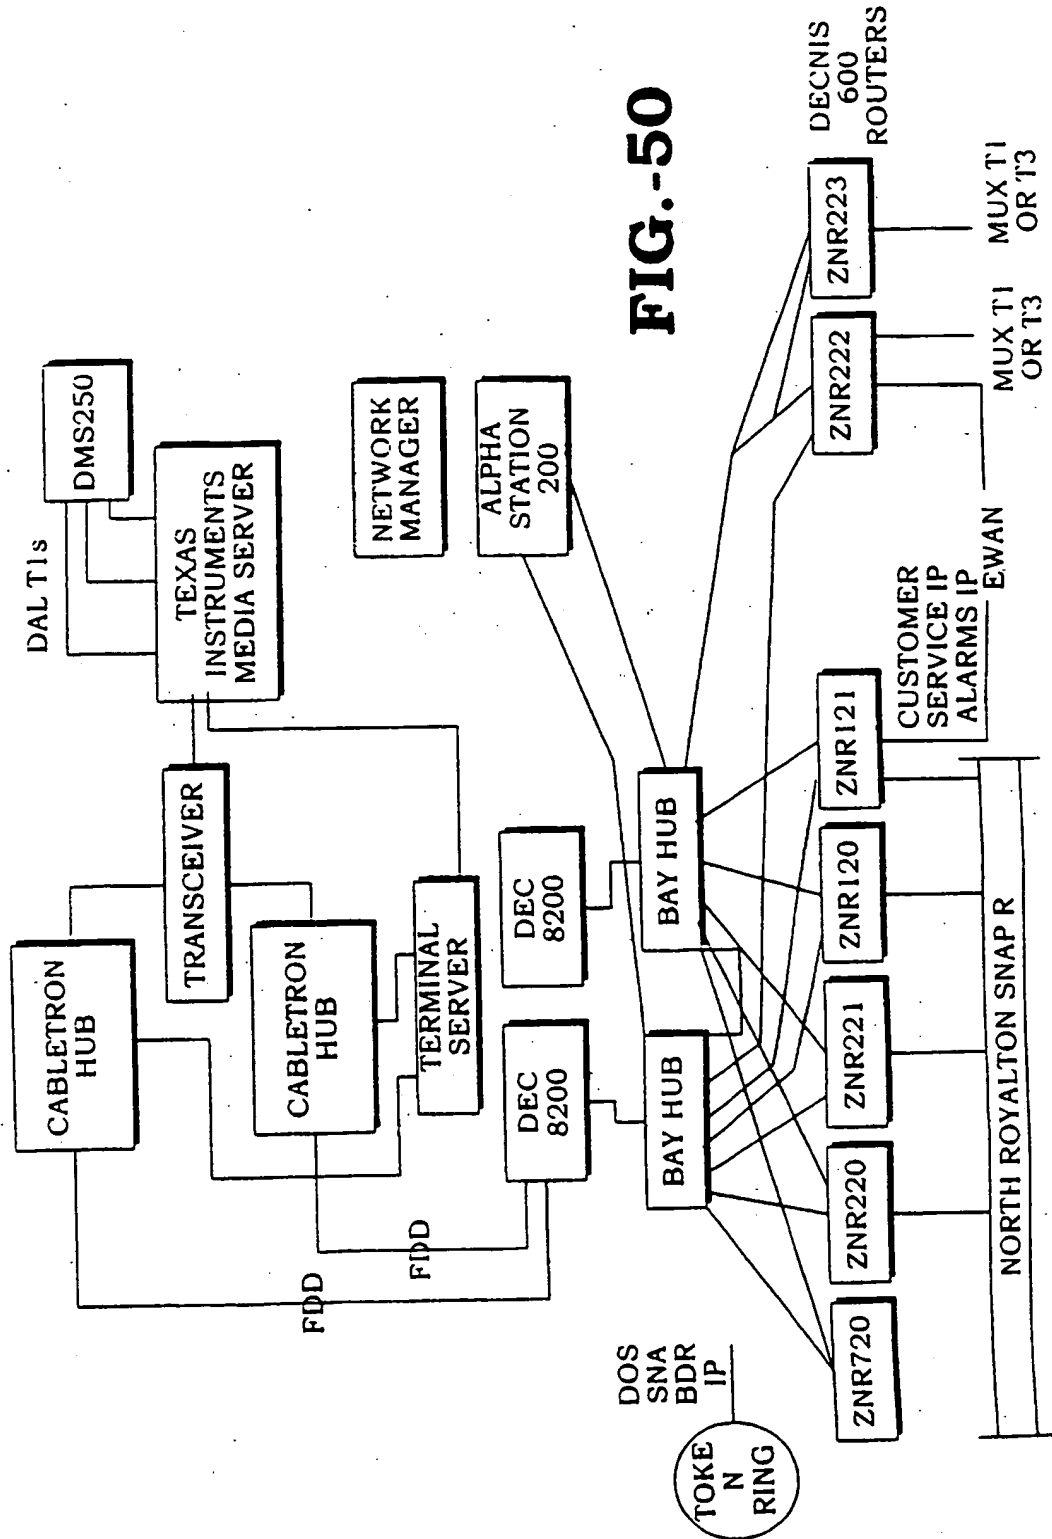 DAL T1s
DMS250
TEXAS
INSTRUMENTS
MEDIA SERVER
CABLETRON
HUB
TRANSCEIVER
CABLETRON
HUB
TERMINAL
SERVER
NETWORK
MANAGER
ALPHA
STATION
200
FDD
FDD
DEC
8200
DEC
8200
BAY HUB
BAY HUB
FIG.-50
DOS
SNA
BDR
IP
TOKE
N
RING
ZNR720
ZNR220
ZNR221
ZNR120
ZNR121
ZNR222
ZNR223
DECNIS
600
ROUTERS
CUSTOMER
SERVICE IP
ALARMS IP
EWAN
MUX T1
OR T3
MUX T1
OR T3
NORTH ROYALTON SNAP R